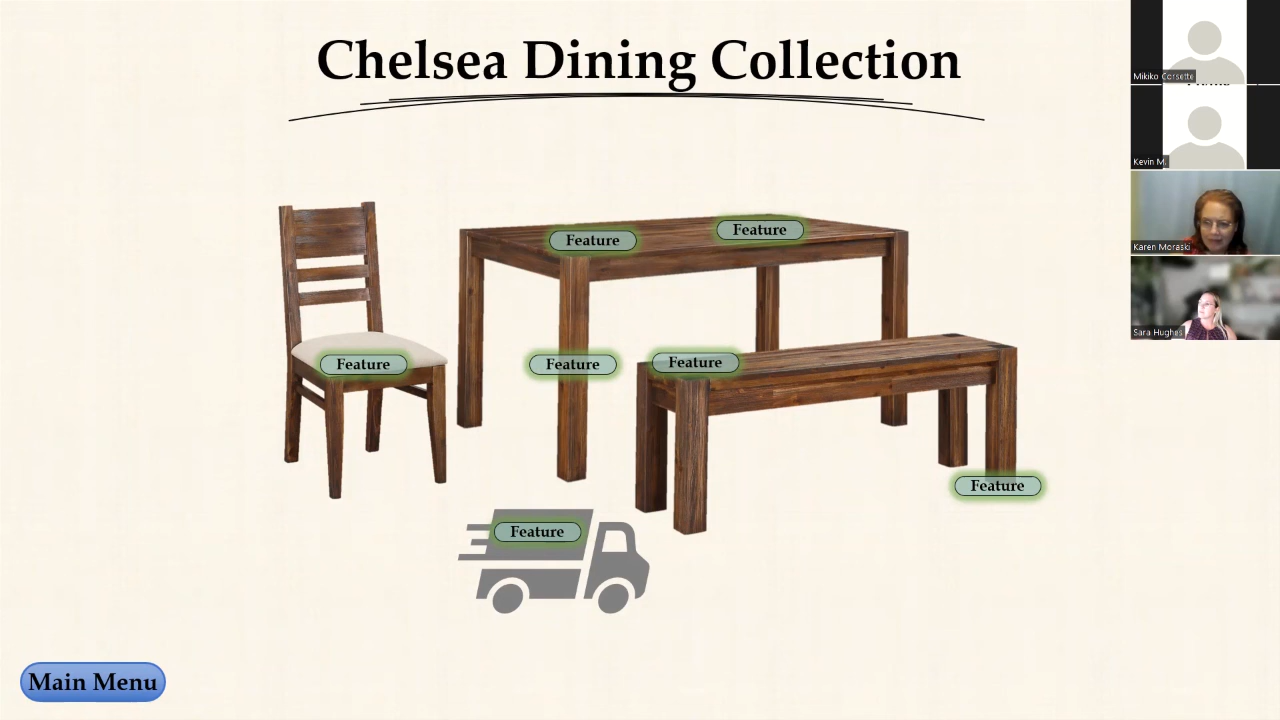 Chelsea Dining Collection
Mikiko Corsette
Kevin M.
Karen Moraski
Sara Hughes
Feature
Feature
Feature
Feature
Feature
Feature
Feature
Main Menu